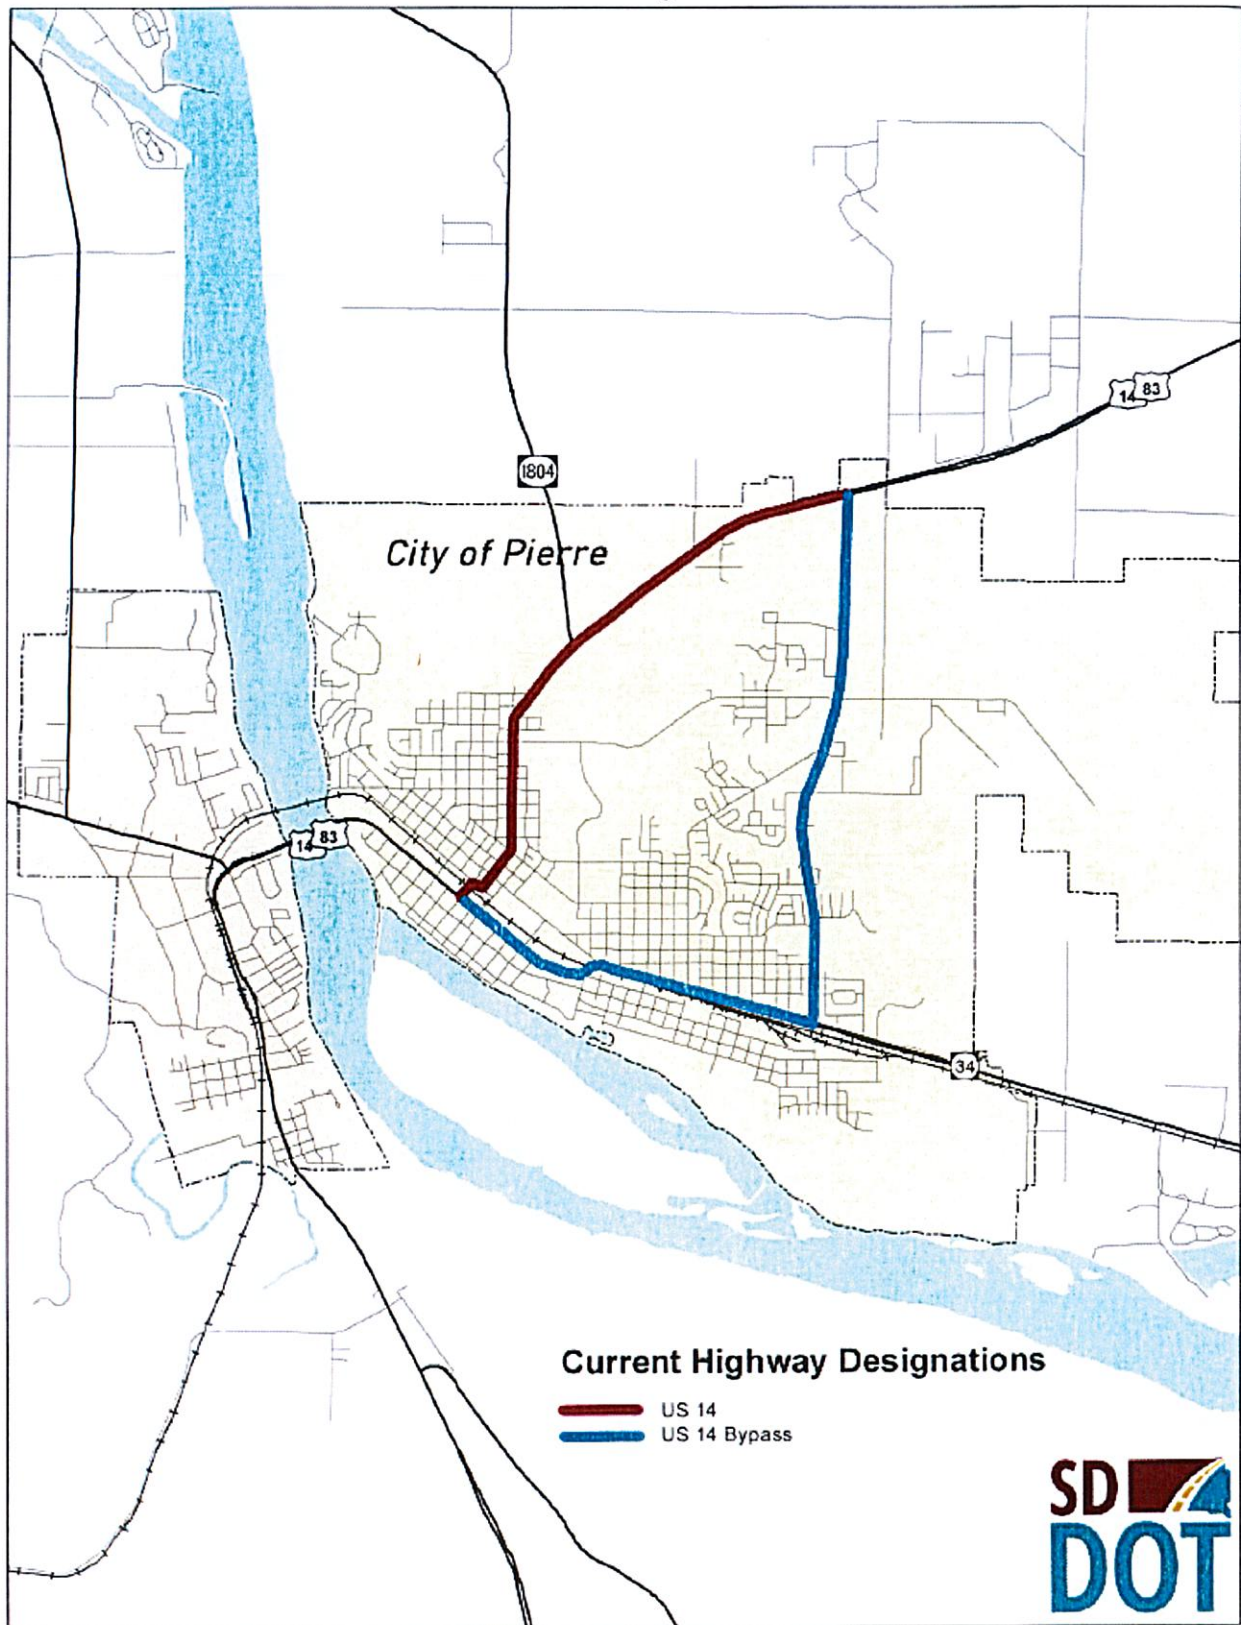 14 83
1804
City of Pierre
14 83
34
Current Highway Designations
US 14
US 14 Bypass
SD
DOT